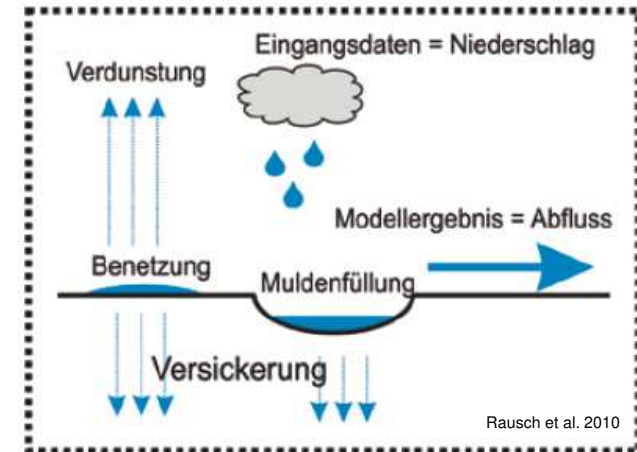 Eingangsdaten = Niederschlag
Verdunstung
Modellergebnis = Abfluss
Benetzung
Muldenfüllung
Versickerung
Rausch et al. 2010